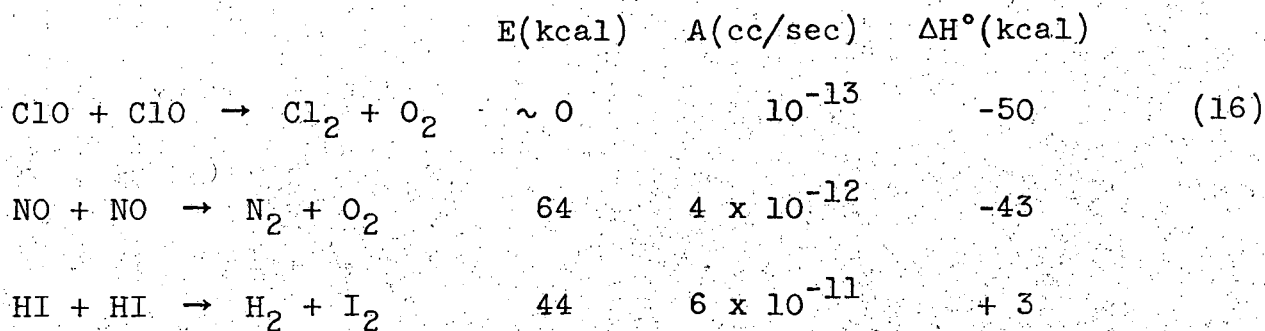 E(kcal) A(cc/sec) ΔH°(kcal)
ClO + ClO → Cl₂ + O₂ ~ 0 10⁻¹³ -50 (16)
NO + NO → N₂ + O₂ 64 4 x 10⁻¹² -43
HI + HI → H₂ + I₂ 44 6 x 10⁻¹¹ + 3